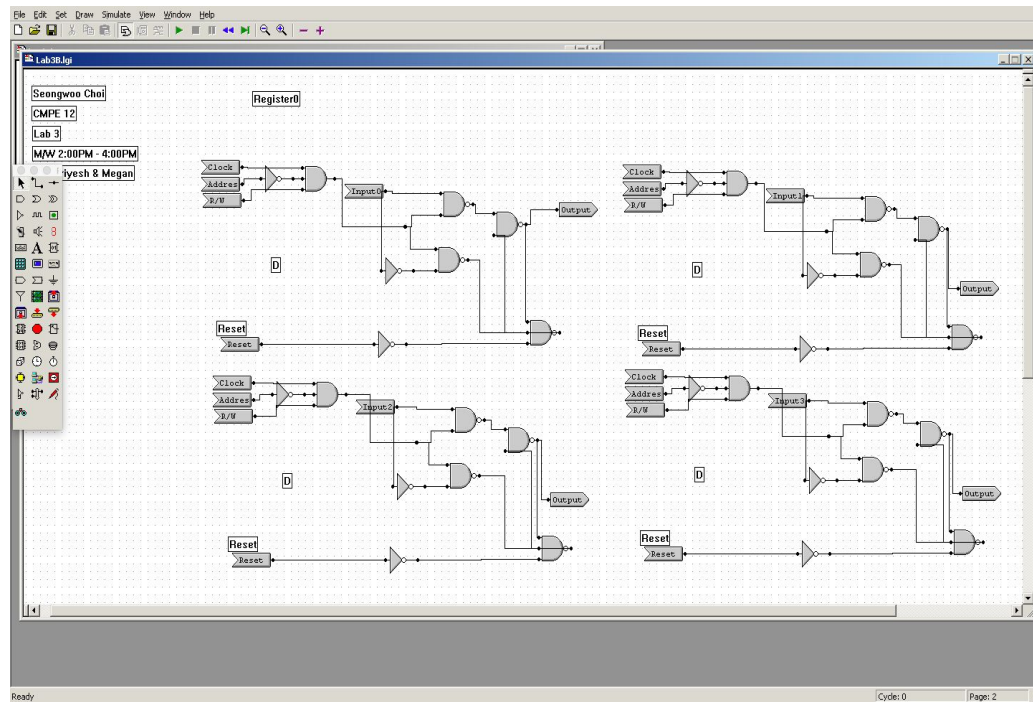 File Edit Set Draw Simulate View Window Help
Lab3B.lgi
Seongwoo Choi
CMPE 12
Lab 3
M/W 2:00PM - 4:00PM
iyesh & Megan
Register0
Clock
Addres
R/W
Input0
Output
D
Reset
Reset
Clock
Addres
R/W
Input1
Output
D
Reset
Reset
Clock
Addres
R/W
Input2
Output
D
Reset
Reset
Clock
Addres
R/W
Input3
Output
D
Reset
Reset
Ready
Cycle: 0
Page: 2